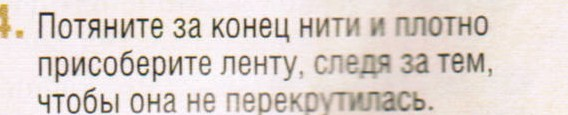 4. Потяните за конец нити и плотно
присоберите ленту, следя за тем,
чтобы она не перекрутилась.